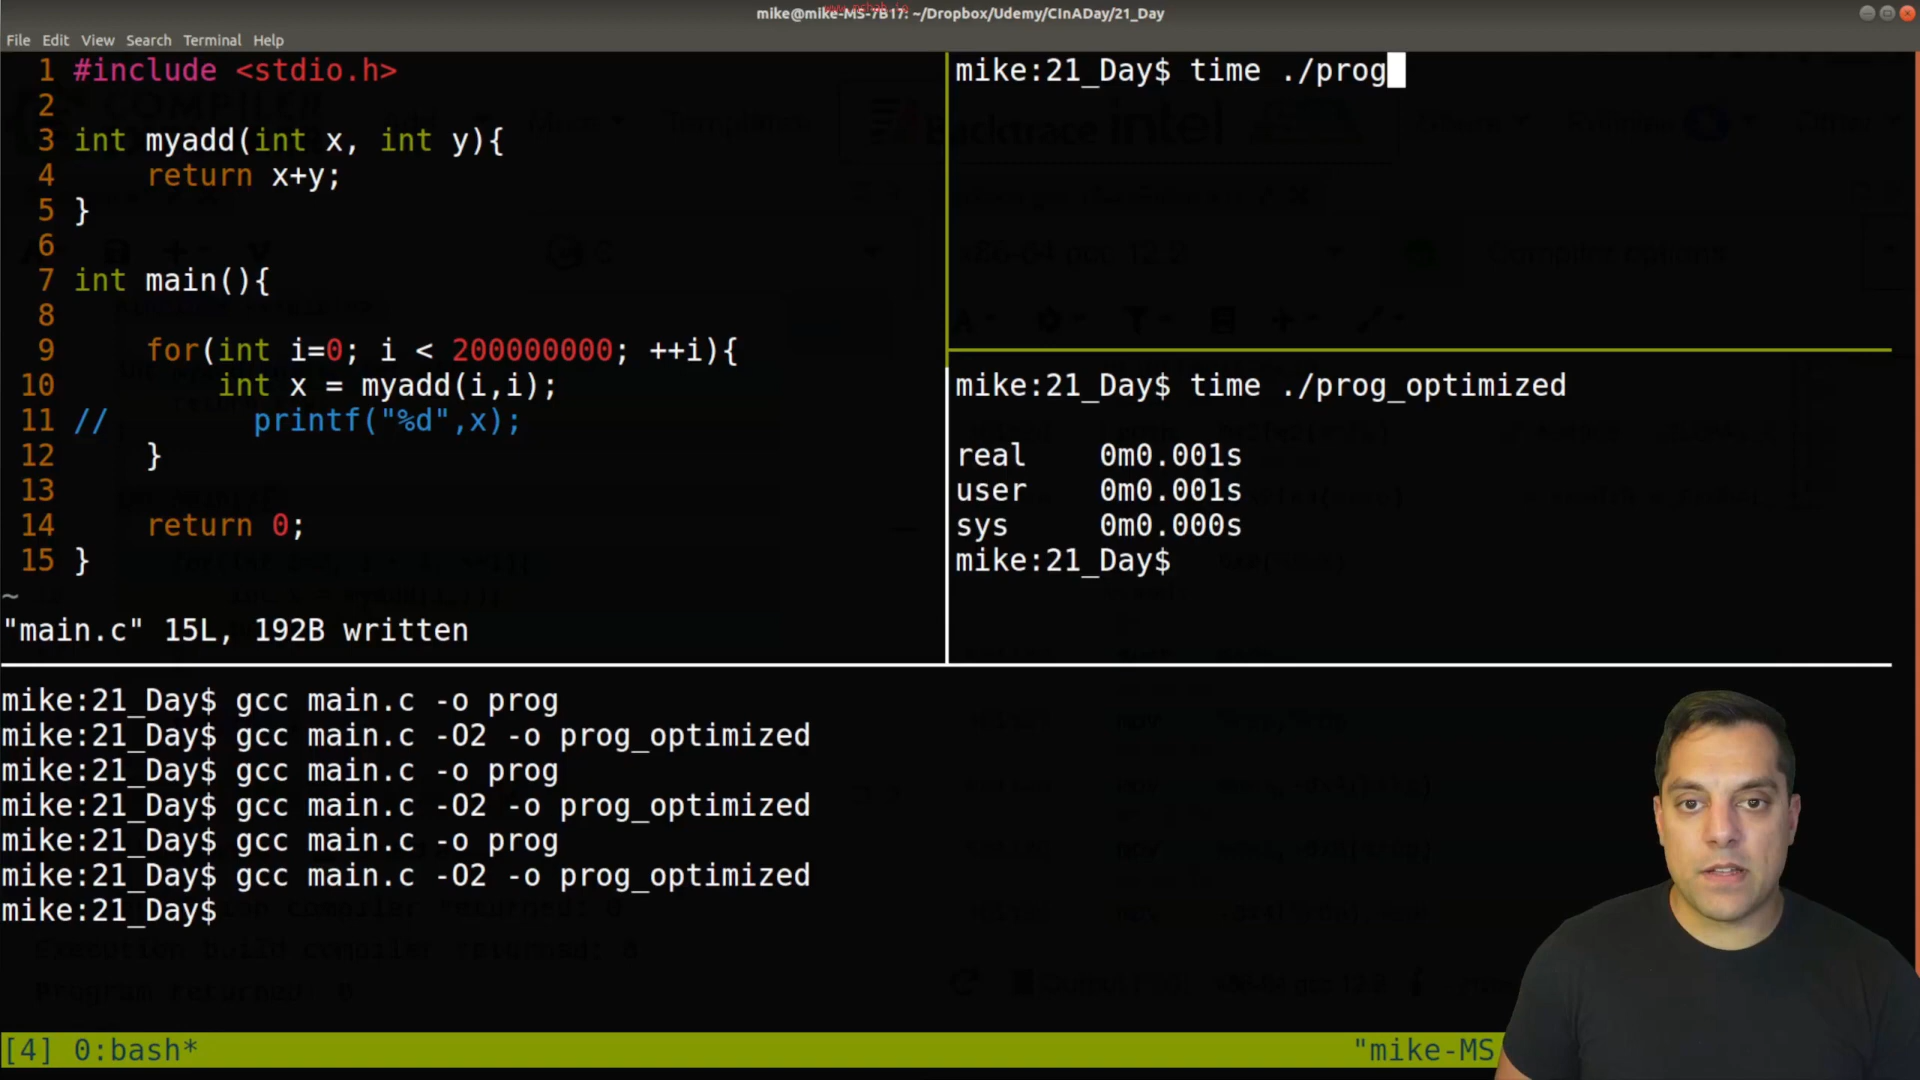 mike@mike-MS-7B17: ~/Dropbox/Udemy/CInADay/21_Day
File Edit View Search Terminal Help
1 #include <stdio.h>
2
3 int myadd(int x, int y){
4 return x+y;
5 }
6
7 int main(){
8
9 for(int i=0; i < 200000000; ++i){
10 int x = myadd(i,i);
11 // printf("%d",x);
12 }
13
14 return 0;
15 }
~
"main.c" 15L, 192B written
mike:21_Day$ time ./prog
mike:21_Day$ time ./prog_optimized
real 0m0.001s
user 0m0.001s
sys 0m0.000s
mike:21_Day$
mike:21_Day$ gcc main.c -o prog
mike:21_Day$ gcc main.c -O2 -o prog_optimized
mike:21_Day$ gcc main.c -o prog
mike:21_Day$ gcc main.c -O2 -o prog_optimized
mike:21_Day$ gcc main.c -o prog
mike:21_Day$ gcc main.c -O2 -o prog_optimized
mike:21_Day$
[4] 0:bash*
"mike-MS